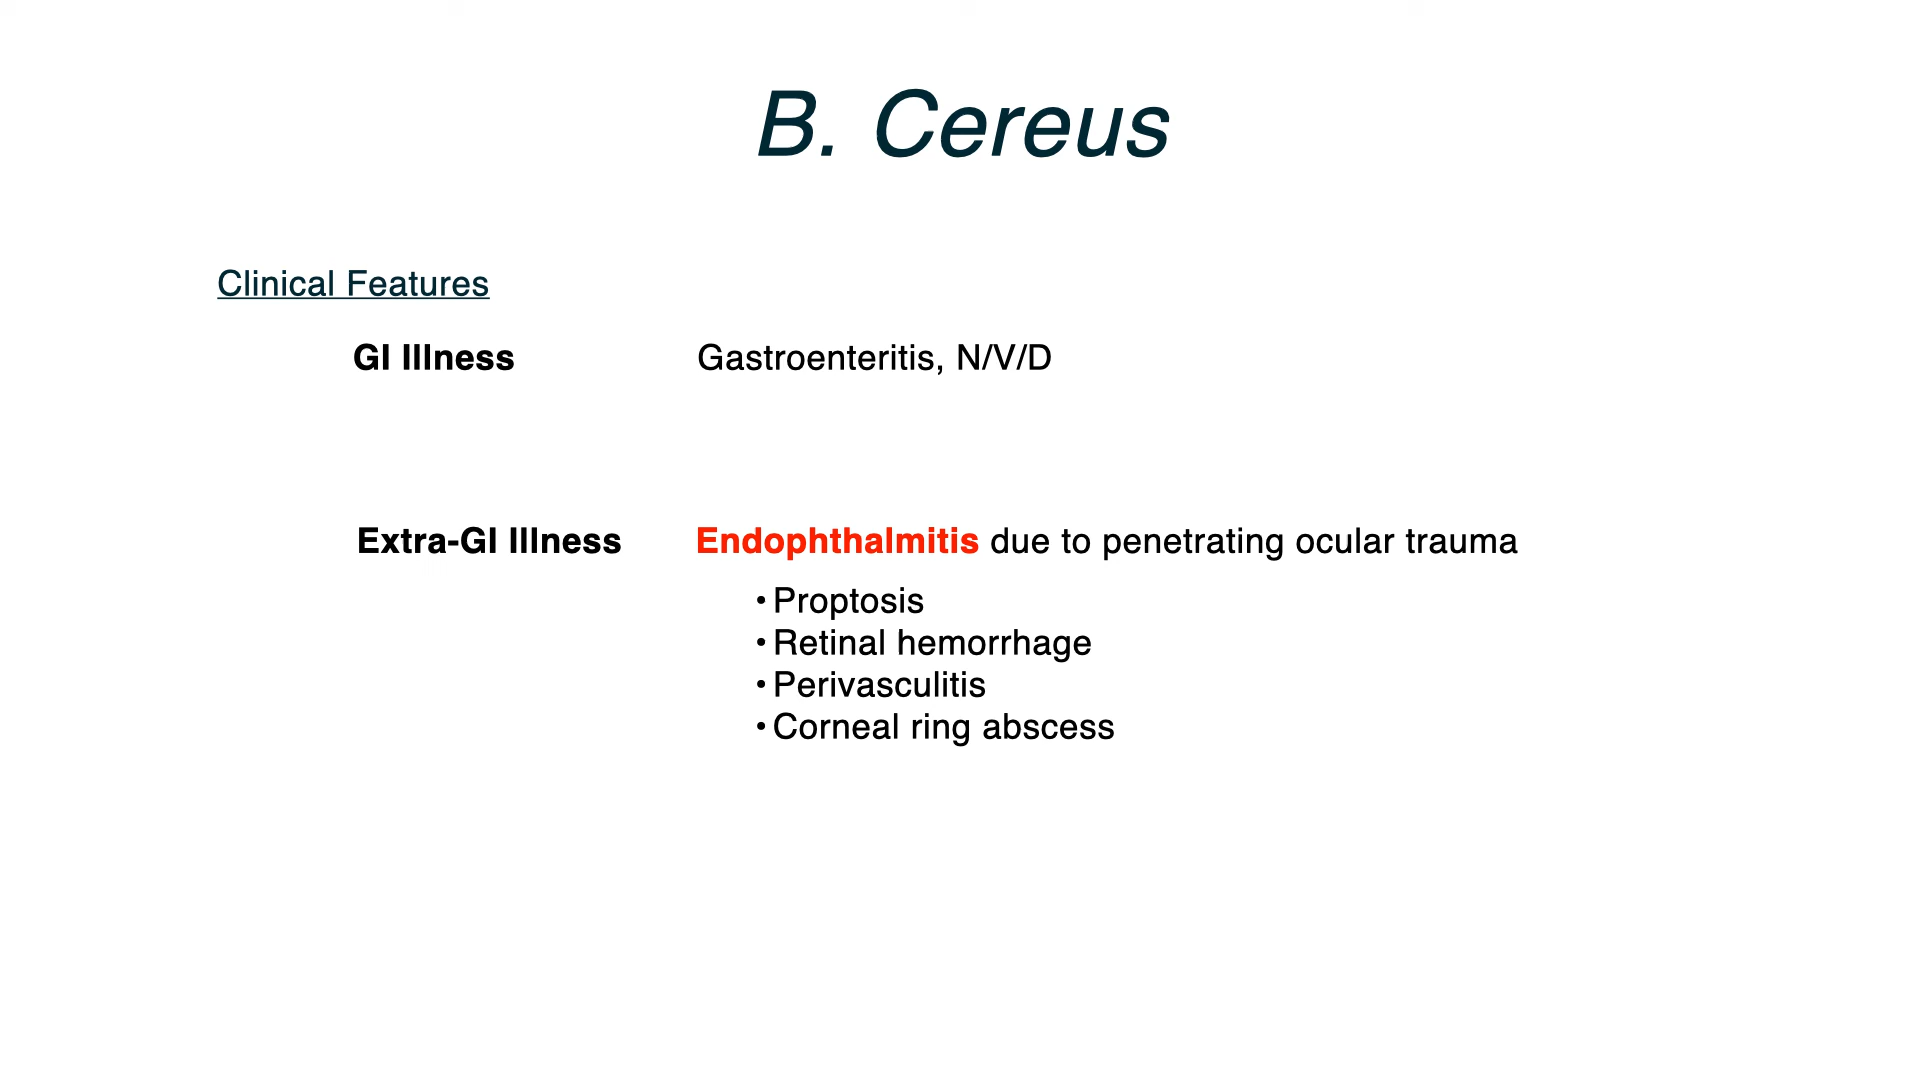 B. Cereus
Clinical Features
GI Illness Gastroenteritis, N/V/D
Extra-GI Illness Endophthalmitis due to penetrating ocular trauma
• Proptosis
• Retinal hemorrhage
• Perivasculitis
• Corneal ring abscess